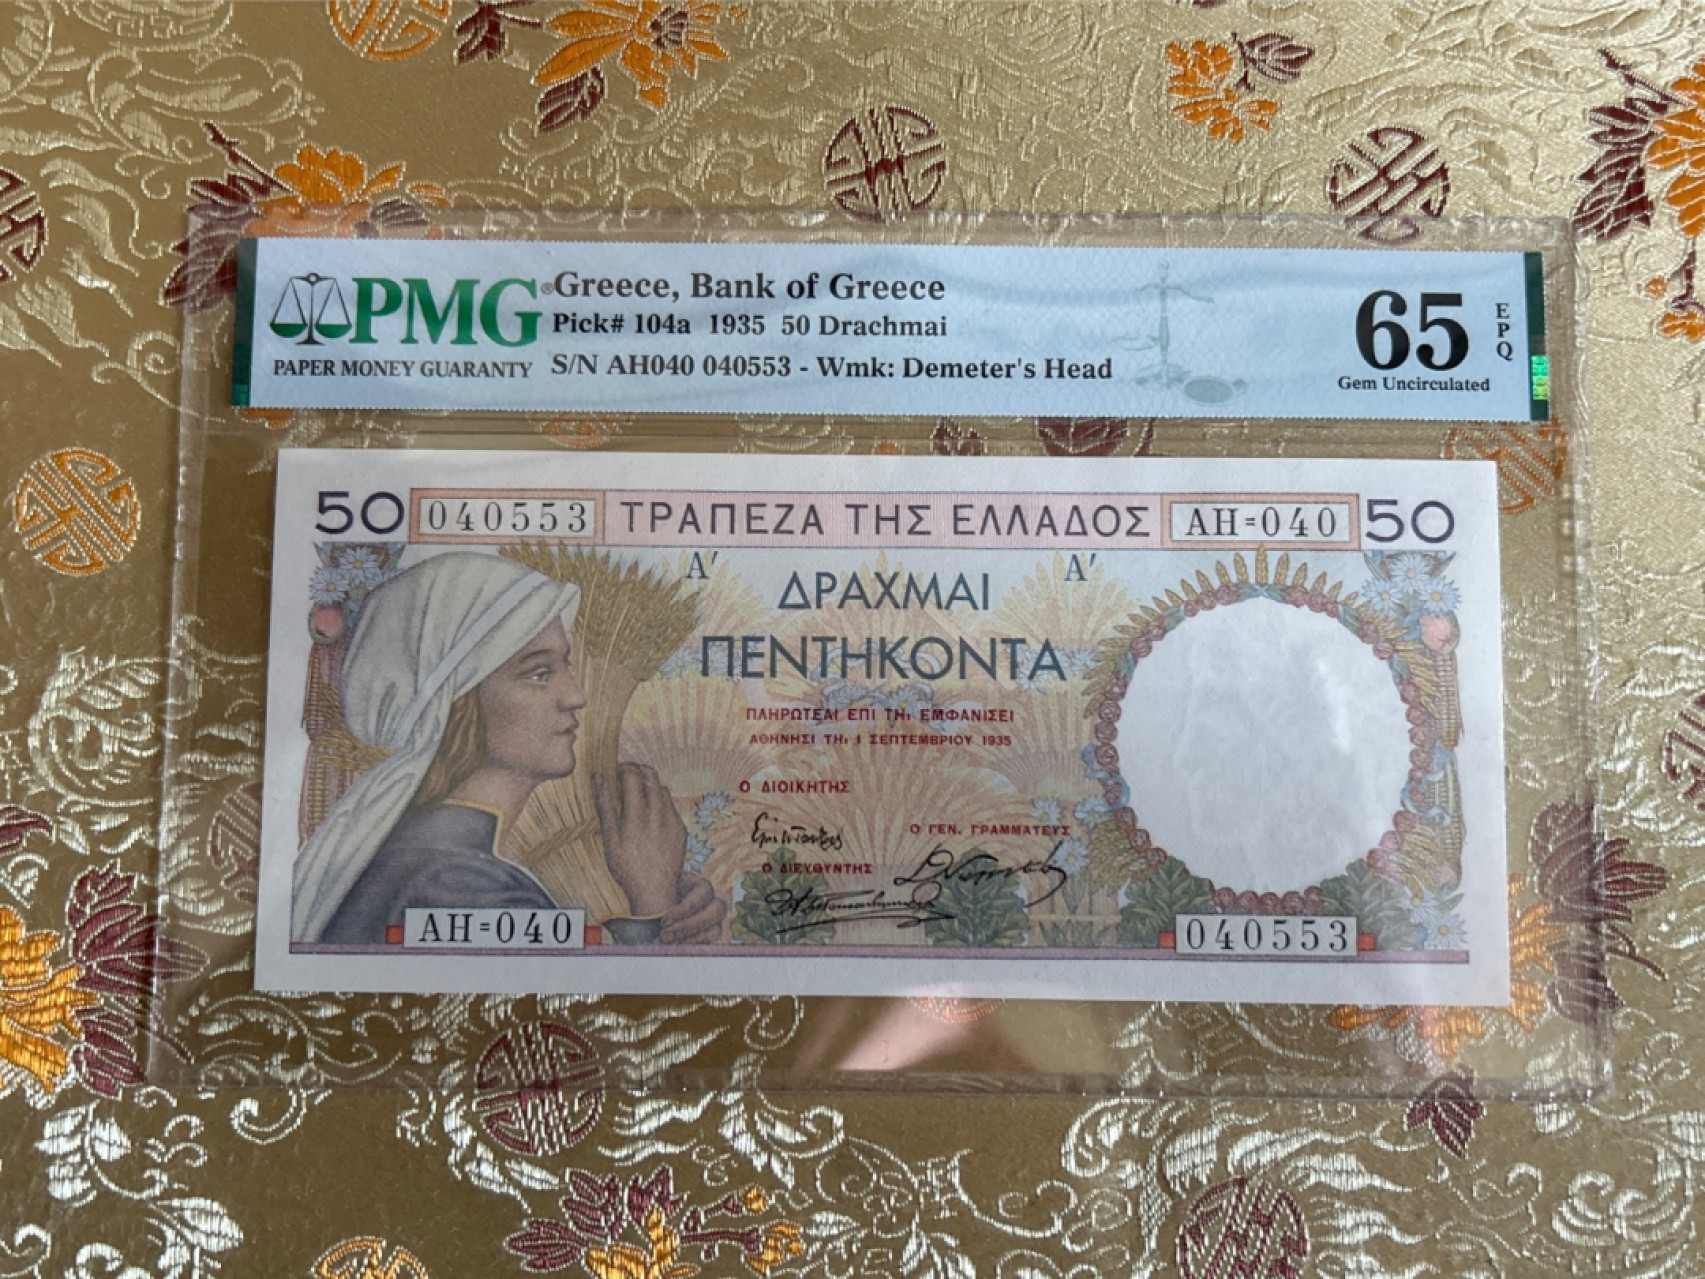 PMG® Greece, Bank of Greece
Pick# 104a 1935 50 Drachmai
PAPER MONEY GUARANTY S/N AH040 040553 - Wmk: Demeter's Head
65 EPQ
Gem Uncirculated
50 040553 ΤΡΑΠΕΖΑ ΤΗΣ ΕΛΛΑΔΟΣ ΑΗ=040 50
Α' Α'
ΔΡΑΧΜΑΙ
ΠΕΝΤΗΚΟΝΤΑ
ΠΛΗΡΩΤΕΑΙ ΕΠΙ ΤΗι ΕΜΦΑΝΙΣΕΙ
ΑΘΗΝΗΣΙ ΤΗι 1 ΣΕΠΤΕΜΒΡΙΟΥ 1935
Ο ΔΙΟΙΚΗΤΗΣ
Ο ΓΕΝ. ΓΡΑΜΜΑΤΕΥΣ
Ο ΔΙΕΥΘΥΝΤΗΣ
ΑΗ=040 040553